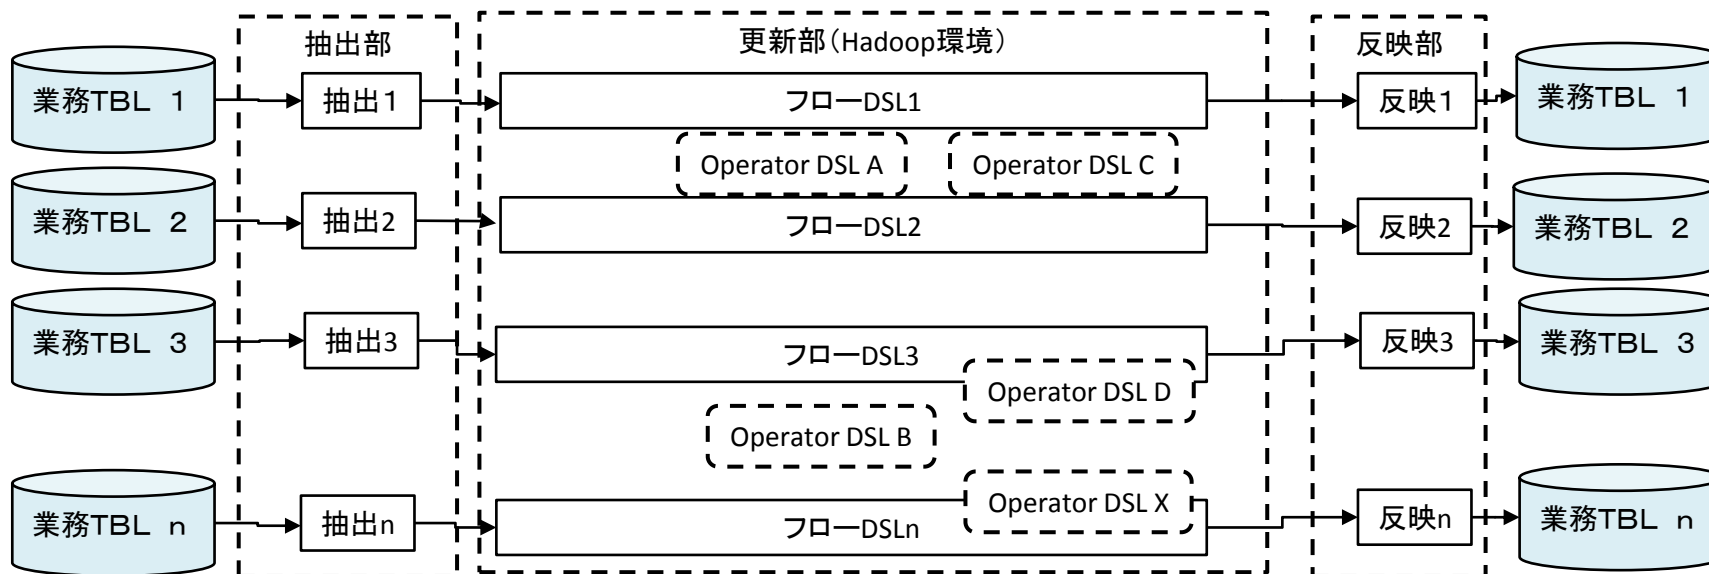 抽出部
更新部（Hadoop環境）
反映部
業務TBL 1
抽出1
フローDSL1
反映1
業務TBL 1
Operator DSL A
Operator DSL C
業務TBL 2
抽出2
フローDSL2
反映2
業務TBL 2
業務TBL 3
抽出3
フローDSL3
反映3
業務TBL 3
Operator DSL D
Operator DSL B
Operator DSL X
業務TBL n
抽出n
フローDSLn
反映n
業務TBL n